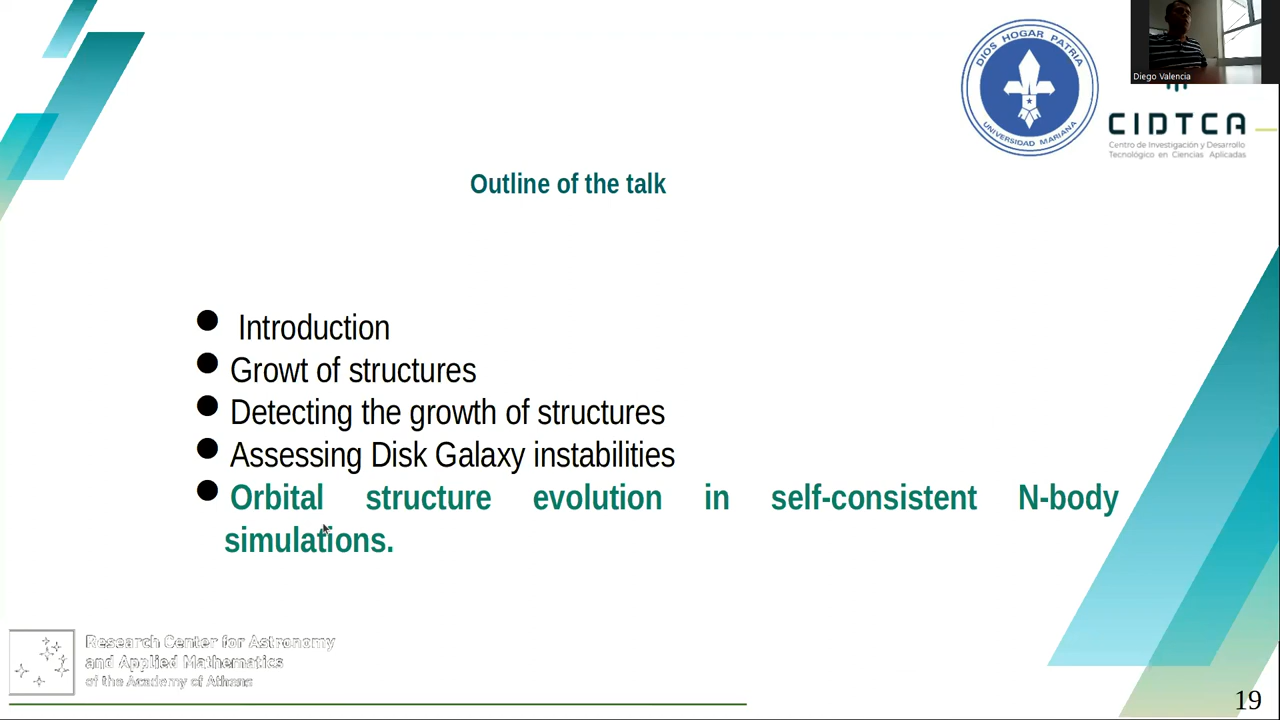 DIOS HOGAR PATRIA
UNIVERSIDAD MARIANA
Diego Valencia
CIDTCA
Centro de Investigación y Desarrollo
Tecnológico en Ciencias Aplicadas
Outline of the talk
Introduction
Growt of structures
Detecting the growth of structures
Assessing Disk Galaxy instabilities
Orbital structure evolution in self-consistent N-body
simulations.
Research Center for Astronomy
and Applied Mathematics
of the Academy of Athens
19